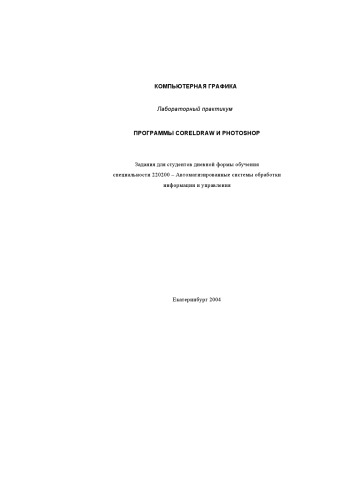 КОМПЬЮТЕРНАЯ ГРАФИКА
Лабораторный практикум
ПРОГРАММЫ CORELDRAW И PHOTOSHOP
Задания для студентов дневной формы обучения
специальности 220200 – Автоматизированные системы обработки
информации и управления
Екатеринбург 2004